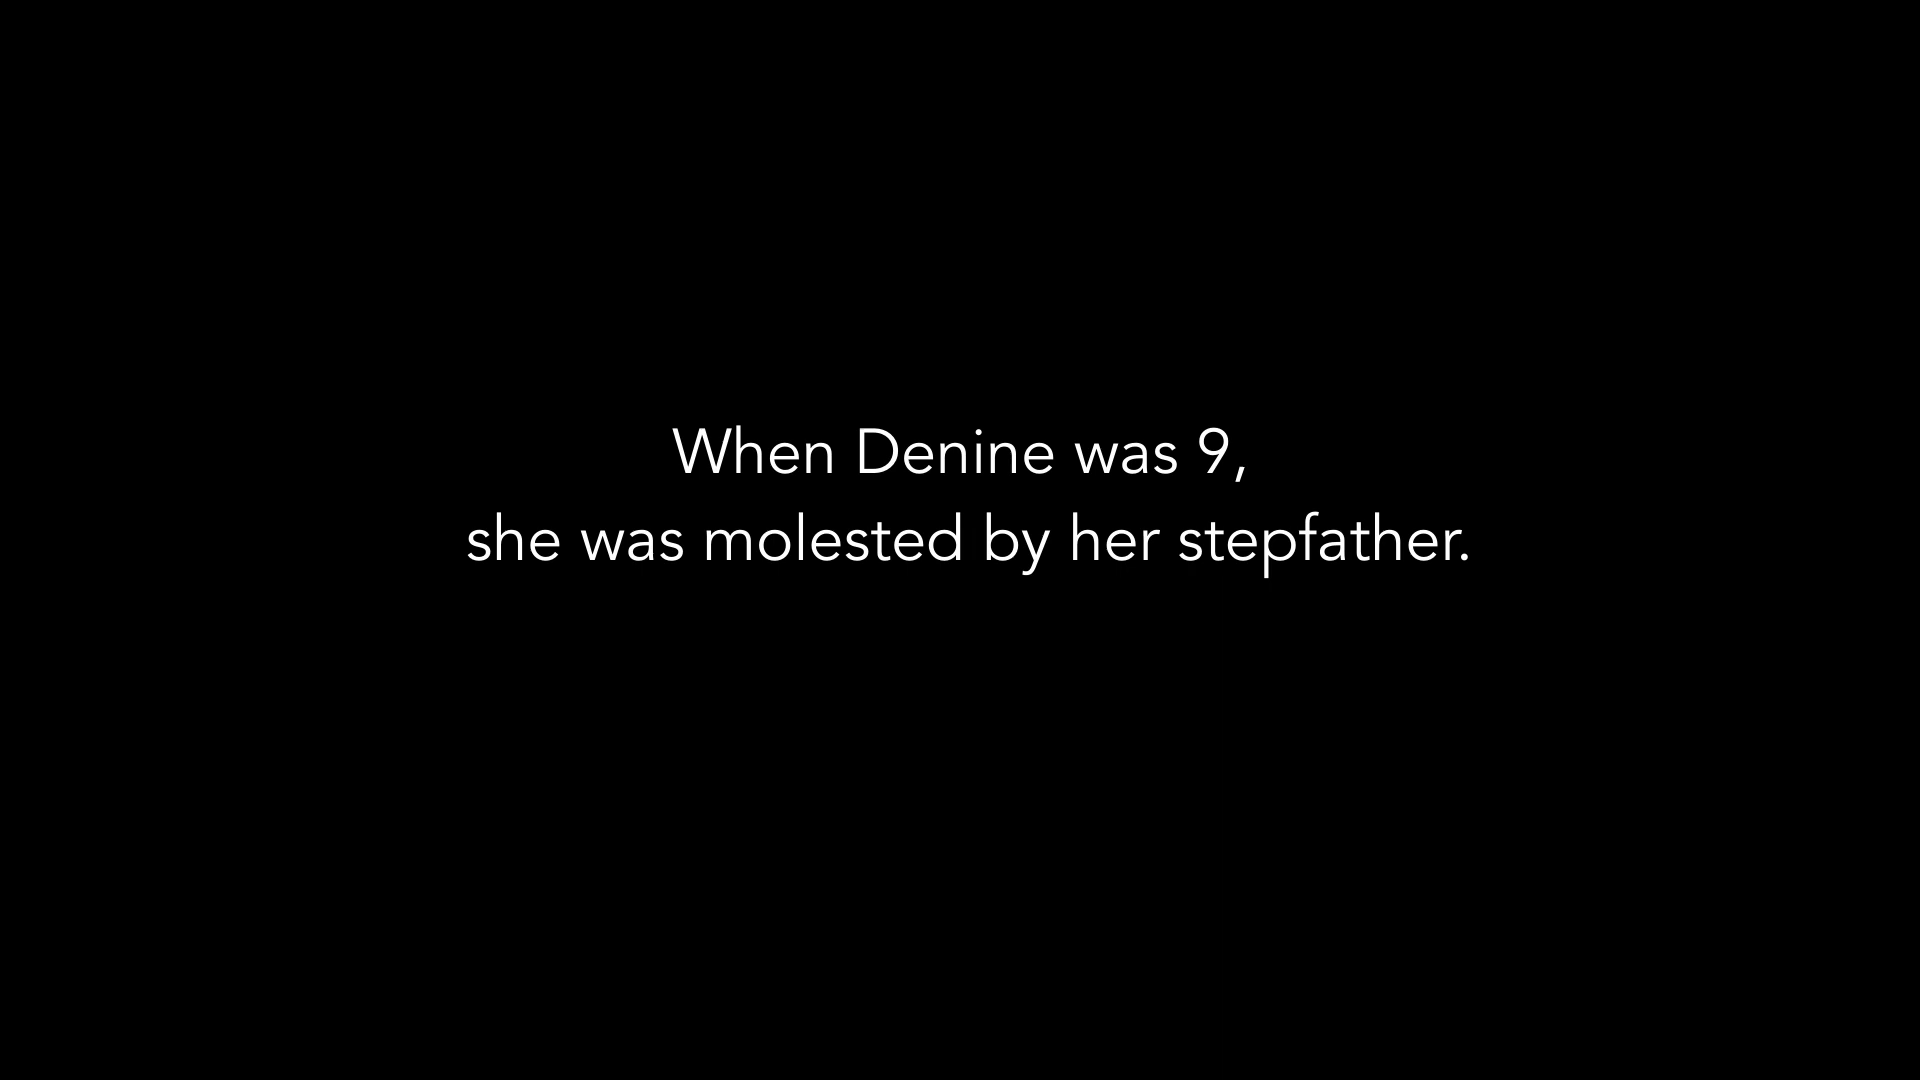 When Denine was 9,
she was molested by her stepfather.